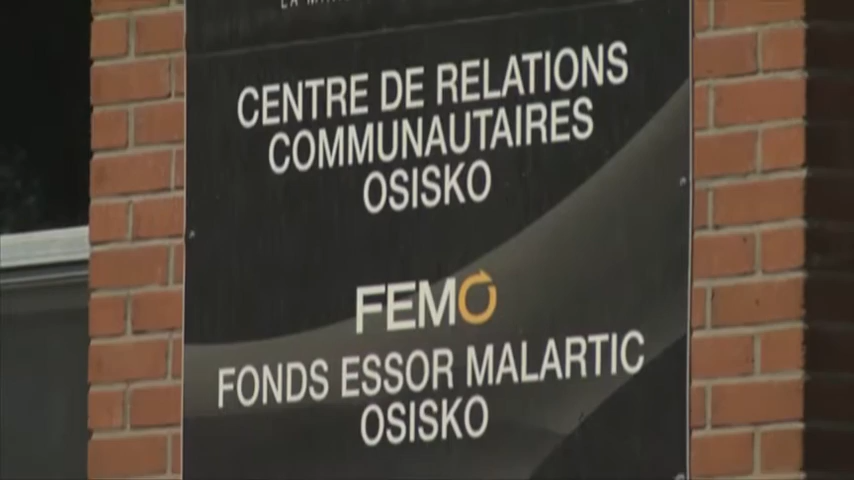 CENTRE DE RELATIONS
COMMUNAUTAIRES
OSISKO
FEMO
FONDS ESSOR MALARTIC
OSISKO